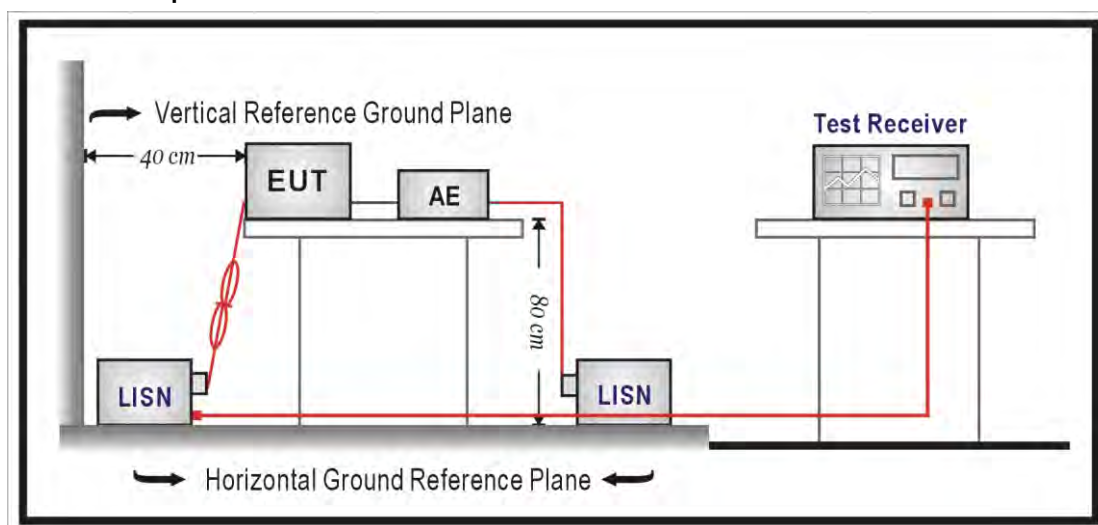 Vertical Reference Ground Plane
Test Receiver
40 cm
EUT
AE
80 cm
LISN
LISN
Horizontal Ground Reference Plane